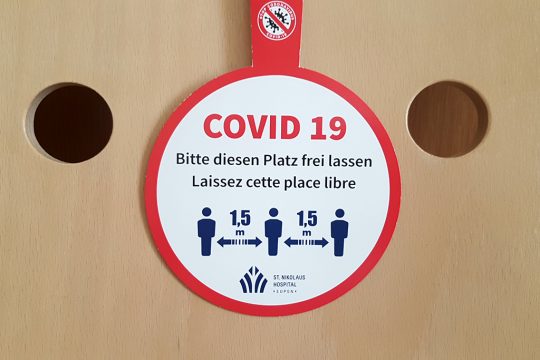 COVID 19
Bitte diesen Platz frei lassen
Laissez cette place libre
1,5 1,5
m m
ST. NIKOLAUS
HOSPITAL
EUPEN